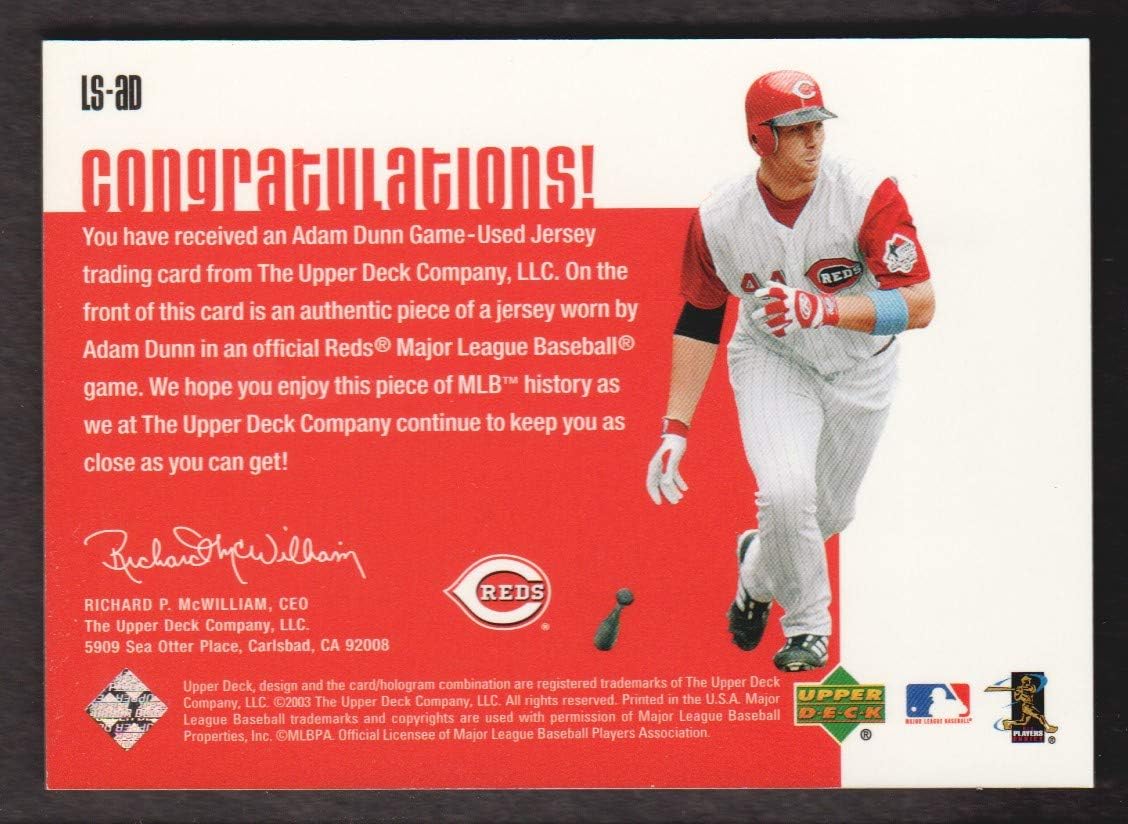 LS-AD
CONGRATULATIONS!
You have received an Adam Dunn Game-Used Jersey
trading card from The Upper Deck Company, LLC. On the
front of this card is an authentic piece of a jersey worn by
Adam Dunn in an official Reds® Major League Baseball®
game. We hope you enjoy this piece of MLB™ history as
we at The Upper Deck Company continue to keep you as
close as you can get!
44 REDS
Richard McWilliam
RICHARD P. McWILLIAM, CEO
The Upper Deck Company, LLC.
5909 Sea Otter Place, Carlsbad, CA 92008
REDS®
Upper Deck, design and the card/hologram combination are registered trademarks of The Upper Deck
Company, LLC. ©2003 The Upper Deck Company, LLC. All rights reserved. Printed in the U.S.A. Major
League Baseball trademarks and copyrights are used with permission of Major League Baseball
Properties, Inc. ©MLBPA. Official Licensee of Major League Baseball Players Association.
UPPER
D·E·C·K
®
MAJOR LEAGUE BASEBALL®
PLAYERS
CHOICE
®